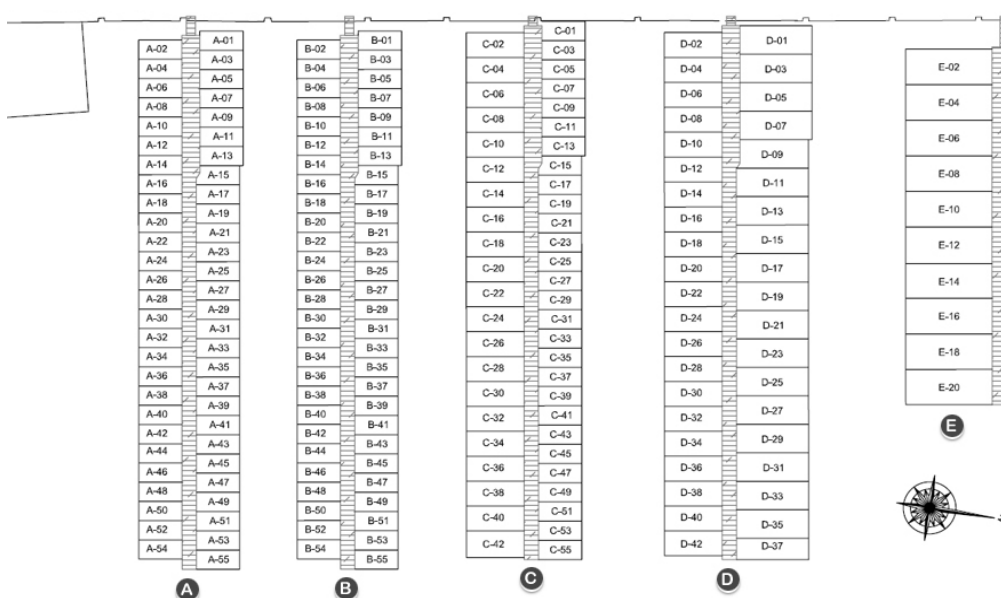 A-02
A-04
A-06
A-08
A-10
A-12
A-14
A-16
A-18
A-20
A-22
A-24
A-26
A-28
A-30
A-32
A-34
A-36
A-38
A-40
A-42
A-44
A-46
A-48
A-50
A-52
A-54
A-01
A-03
A-05
A-07
A-09
A-11
A-13
A-15
A-17
A-19
A-21
A-23
A-25
A-27
A-29
A-31
A-33
A-35
A-37
A-39
A-41
A-43
A-45
A-47
A-49
A-51
A-53
A-55
A
B-02
B-04
B-06
B-08
B-10
B-12
B-14
B-16
B-18
B-20
B-22
B-24
B-26
B-28
B-30
B-32
B-34
B-36
B-38
B-40
B-42
B-44
B-46
B-48
B-50
B-52
B-54
B-01
B-03
B-05
B-07
B-09
B-11
B-13
B-15
B-17
B-19
B-21
B-23
B-25
B-27
B-29
B-31
B-33
B-35
B-37
B-39
B-41
B-43
B-45
B-47
B-49
B-51
B-53
B-55
B
C-02
C-04
C-06
C-08
C-10
C-12
C-14
C-16
C-18
C-20
C-22
C-24
C-26
C-28
C-30
C-32
C-34
C-36
C-38
C-40
C-42
C-01
C-03
C-05
C-07
C-09
C-11
C-13
C-15
C-17
C-19
C-21
C-23
C-25
C-27
C-29
C-31
C-33
C-35
C-37
C-39
C-41
C-43
C-45
C-47
C-49
C-51
C-53
C-55
C
D-02
D-04
D-06
D-08
D-10
D-12
D-14
D-16
D-18
D-20
D-22
D-24
D-26
D-28
D-30
D-32
D-34
D-36
D-38
D-40
D-42
D-01
D-03
D-05
D-07
D-09
D-11
D-13
D-15
D-17
D-19
D-21
D-23
D-25
D-27
D-29
D-31
D-33
D-35
D-37
D
E-02
E-04
E-06
E-08
E-10
E-12
E-14
E-16
E-18
E-20
E